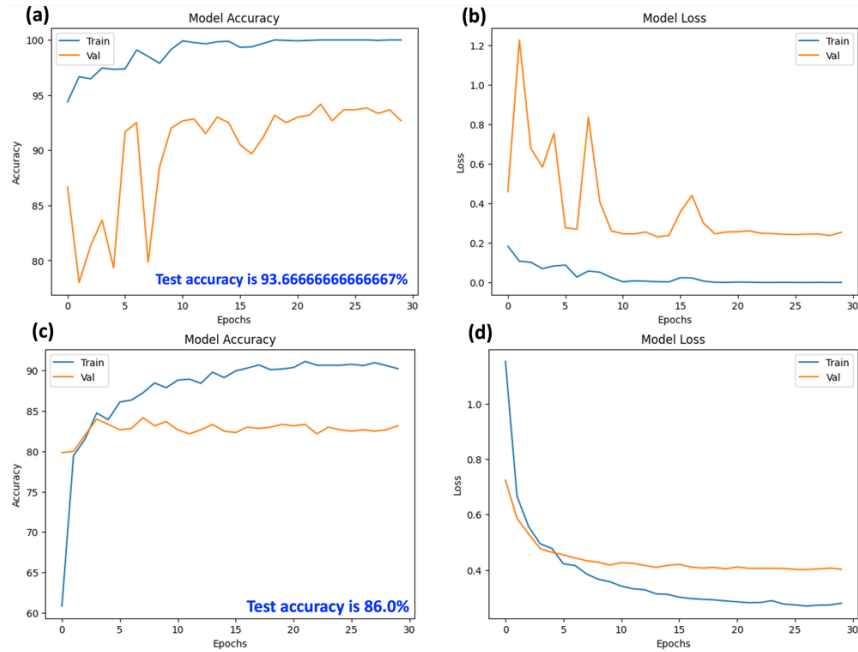 (a)
Model Accuracy
Train
Val
100
95
90
85
80
Accuracy
Test accuracy is 93.66666666666667%
0 5 10 15 20 25 30
Epochs
(b)
Model Loss
Train
Val
1.2
1.0
0.8
0.6
0.4
0.2
0.0
Loss
0 5 10 15 20 25 30
Epochs
(c)
Model Accuracy
Train
Val
90
85
80
75
70
65
60
Accuracy
Test accuracy is 86.0%
0 5 10 15 20 25 30
Epochs
(d)
Model Loss
Train
Val
1.0
0.8
0.6
0.4
Loss
0 5 10 15 20 25 30
Epochs